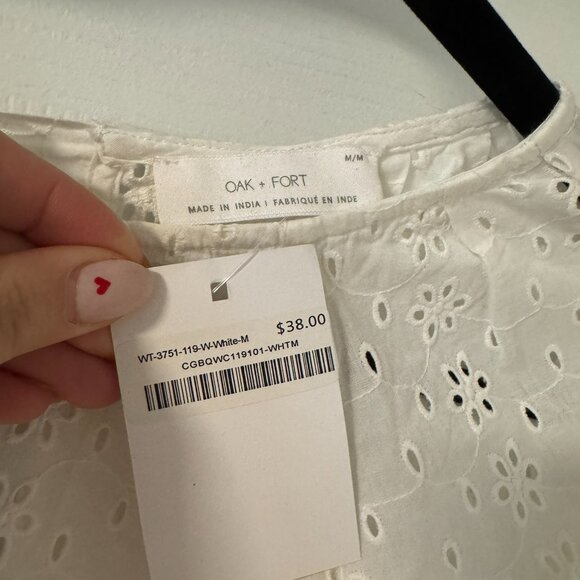 M/M
OAK + FORT
MADE IN INDIA I FABRIQUÉ EN INDE
WT-3751-119-W-White-M
$38.00
CGBQWC119101-WHTM